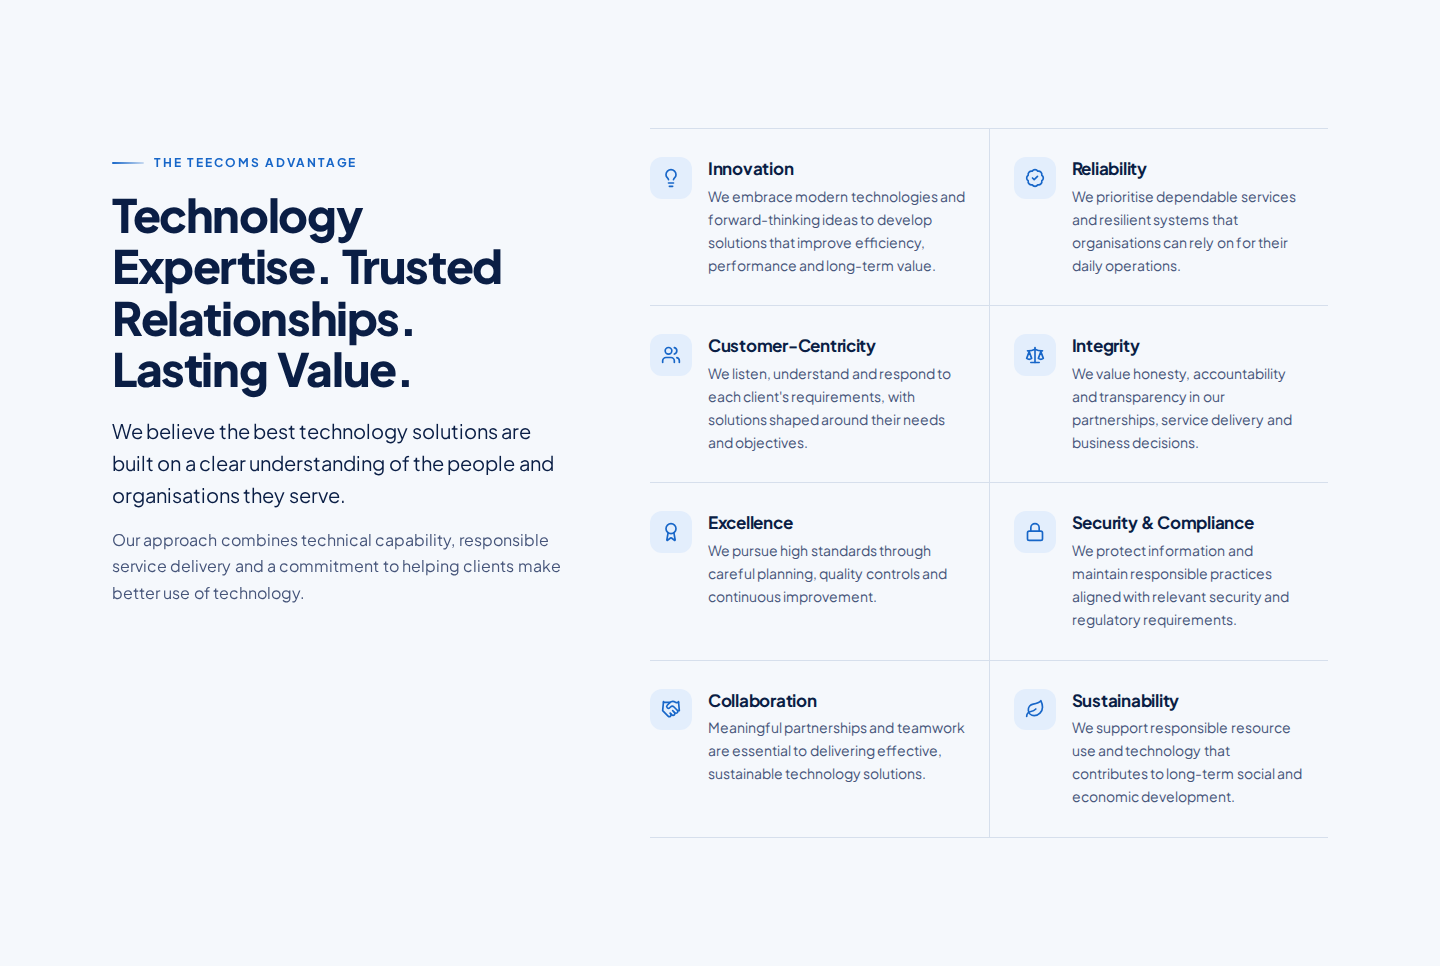 THE TEECOMS ADVANTAGE
Technology
Expertise. Trusted
Relationships.
Lasting Value.
We believe the best technology solutions are
built on a clear understanding of the people and
organisations they serve.
Our approach combines technical capability, responsible
service delivery and a commitment to helping clients make
better use of technology.
Innovation
We embrace modern technologies and
forward-thinking ideas to develop
solutions that improve efficiency,
performance and long-term value.
Reliability
We prioritise dependable services
and resilient systems that
organisations can rely on for their
daily operations.
Customer-Centricity
We listen, understand and respond to
each client's requirements, with
solutions shaped around their needs
and objectives.
Integrity
We value honesty, accountability
and transparency in our
partnerships, service delivery and
business decisions.
Excellence
We pursue high standards through
careful planning, quality controls and
continuous improvement.
Security & Compliance
We protect information and
maintain responsible practices
aligned with relevant security and
regulatory requirements.
Collaboration
Meaningful partnerships and teamwork
are essential to delivering effective,
sustainable technology solutions.
Sustainability
We support responsible resource
use and technology that
contributes to long-term social and
economic development.